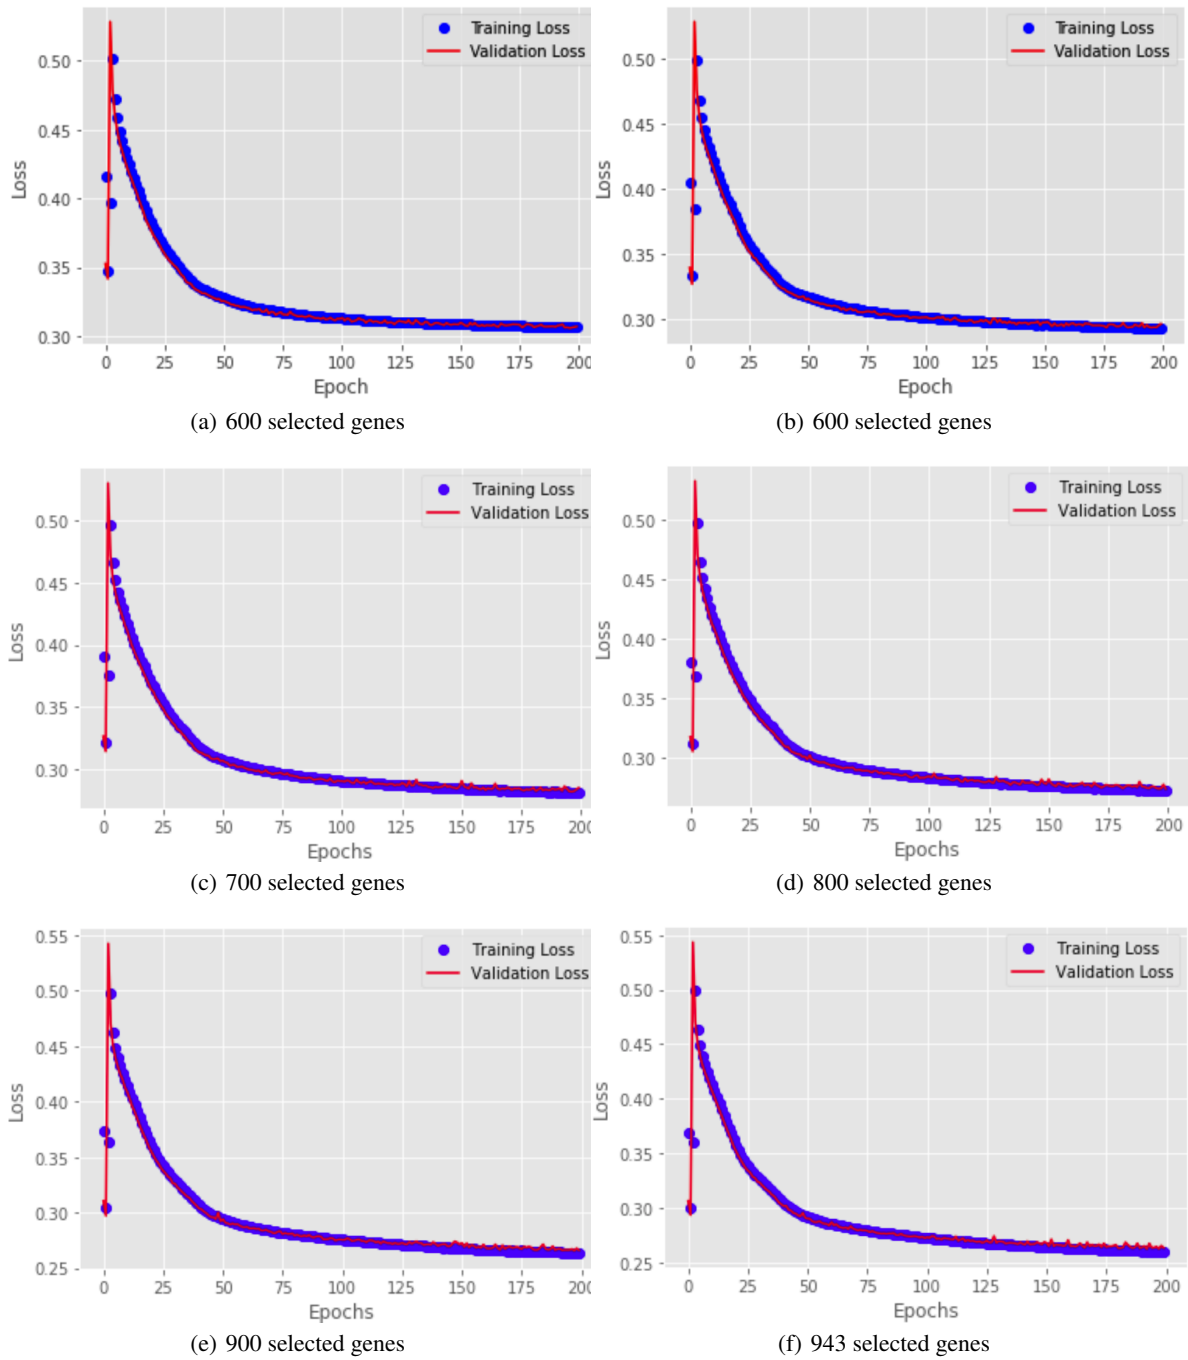 Training Loss
Validation Loss
0.50
0.45
0.40
0.35
0.30
Loss
0 25 50 75 100 125 150 175 200
Epoch
(a) 600 selected genes
Training Loss
Validation Loss
0.50
0.45
0.40
0.35
0.30
Loss
0 25 50 75 100 125 150 175 200
Epoch
(b) 600 selected genes
Training Loss
Validation Loss
0.50
0.45
0.40
0.35
0.30
Loss
0 25 50 75 100 125 150 175 200
Epochs
(c) 700 selected genes
Training Loss
Validation Loss
0.50
0.45
0.40
0.35
0.30
Loss
0 25 50 75 100 125 150 175 200
Epochs
(d) 800 selected genes
Training Loss
Validation Loss
0.55
0.50
0.45
0.40
0.35
0.30
0.25
Loss
0 25 50 75 100 125 150 175 200
Epochs
(e) 900 selected genes
Training Loss
Validation Loss
0.55
0.50
0.45
0.40
0.35
0.30
0.25
Loss
0 25 50 75 100 125 150 175 200
Epochs
(f) 943 selected genes